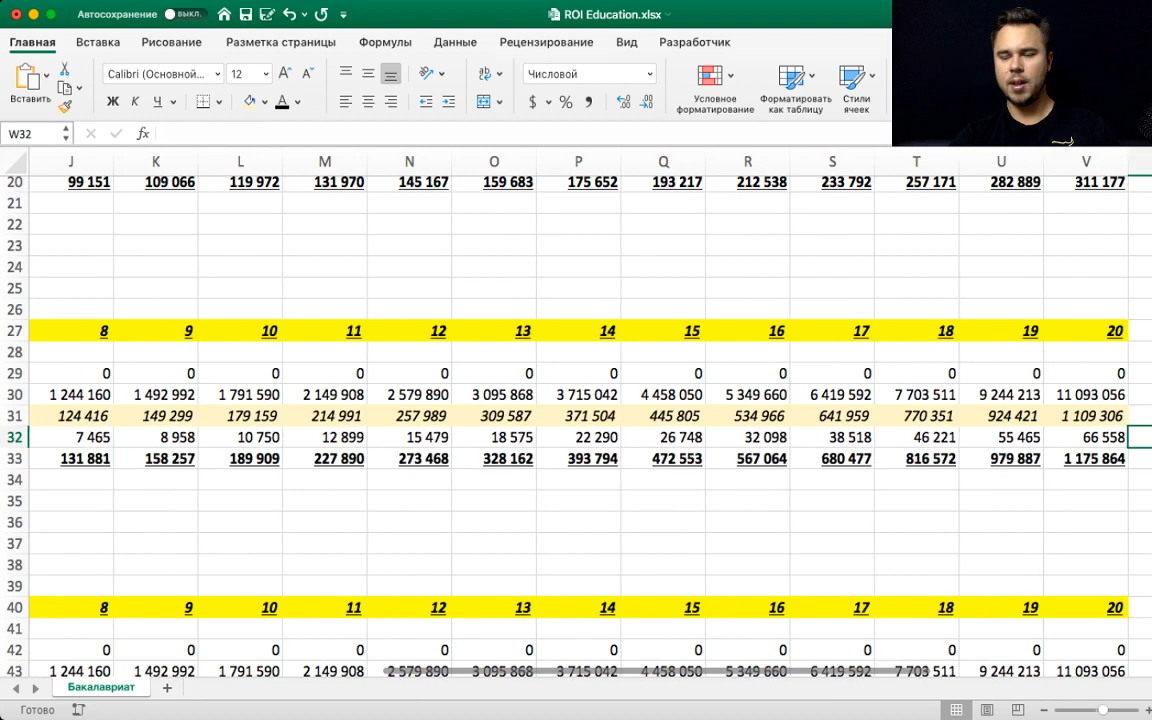 Автосохранение ВЫКЛ. ROI Education.xlsx
Главная Вставка Рисование Разметка страницы Формулы Данные Рецензирование Вид Разработчик
Вставить Calibri (Основной... 12 A A Числовой Условное форматирование Форматировать как таблицу Стили ячеек
Ж К Ч A $ %
W32 fx
J K L M N O P Q R S T U V
20 99 151 109 066 119 972 131 970 145 167 159 683 175 652 193 217 212 538 233 792 257 171 282 889 311 177
21
22
23
24
25
26
27 8 9 10 11 12 13 14 15 16 17 18 19 20
28
29 0 0 0 0 0 0 0 0 0 0 0 0 0
30 1 244 160 1 492 992 1 791 590 2 149 908 2 579 890 3 095 868 3 715 042 4 458 050 5 349 660 6 419 592 7 703 511 9 244 213 11 093 056
31 124 416 149 299 179 159 214 991 257 989 309 587 371 504 445 805 534 966 641 959 770 351 924 421 1 109 306
32 7 465 8 958 10 750 12 899 15 479 18 575 22 290 26 748 32 098 38 518 46 221 55 465 66 558
33 131 881 158 257 189 909 227 890 273 468 328 162 393 794 472 553 567 064 680 477 816 572 979 887 1 175 864
34
35
36
37
38
39
40 8 9 10 11 12 13 14 15 16 17 18 19 20
41
42 0 0 0 0 0 0 0 0 0 0 0 0 0
43 1 244 160 1 492 992 1 791 590 2 149 908 2 579 890 3 095 868 3 715 042 4 458 050 5 349 660 6 419 592 7 703 511 9 244 213 11 093 056
Бакалавриат
Готово